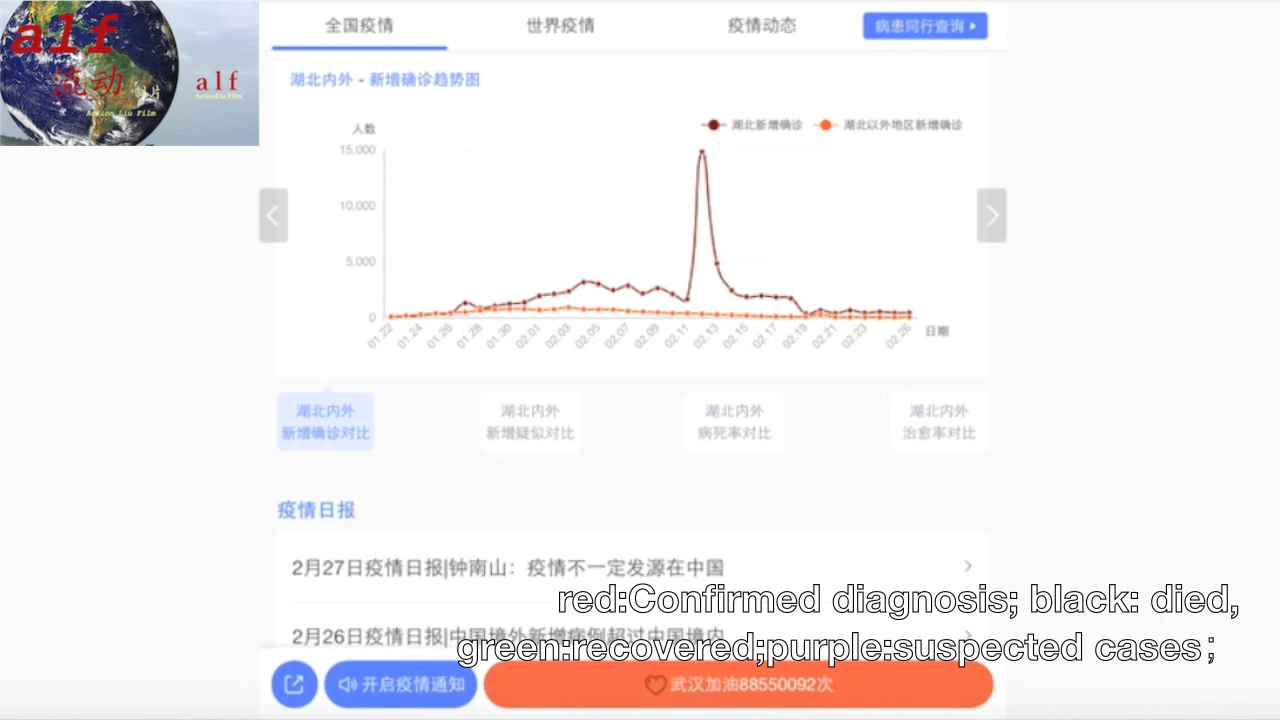 alf
流动
片
Action Liu Film
alf
ActionLiu Film
全国疫情
世界疫情
疫情动态
病患同行查询
湖北内外 - 新增确诊趋势图
人数
湖北新增确诊
湖北以外地区新增确诊
15,000
10,000
5,000
0
01.22
01.24
01.26
01.28
01.30
02.01
02.03
02.05
02.07
02.09
02.11
02.13
02.15
02.17
02.19
02.21
02.23
02.26
日期
湖北内外
新增确诊对比
湖北内外
新增疑似对比
湖北内外
病死率对比
湖北内外
治愈率对比
疫情日报
2月27日疫情日报|钟南山：疫情不一定发源在中国
2月26日疫情日报|中国境外新增病例超过中国境内
red:Confirmed diagnosis; black: died,
green:recovered;purple:suspected cases；
开启疫情通知
武汉加油88550092次